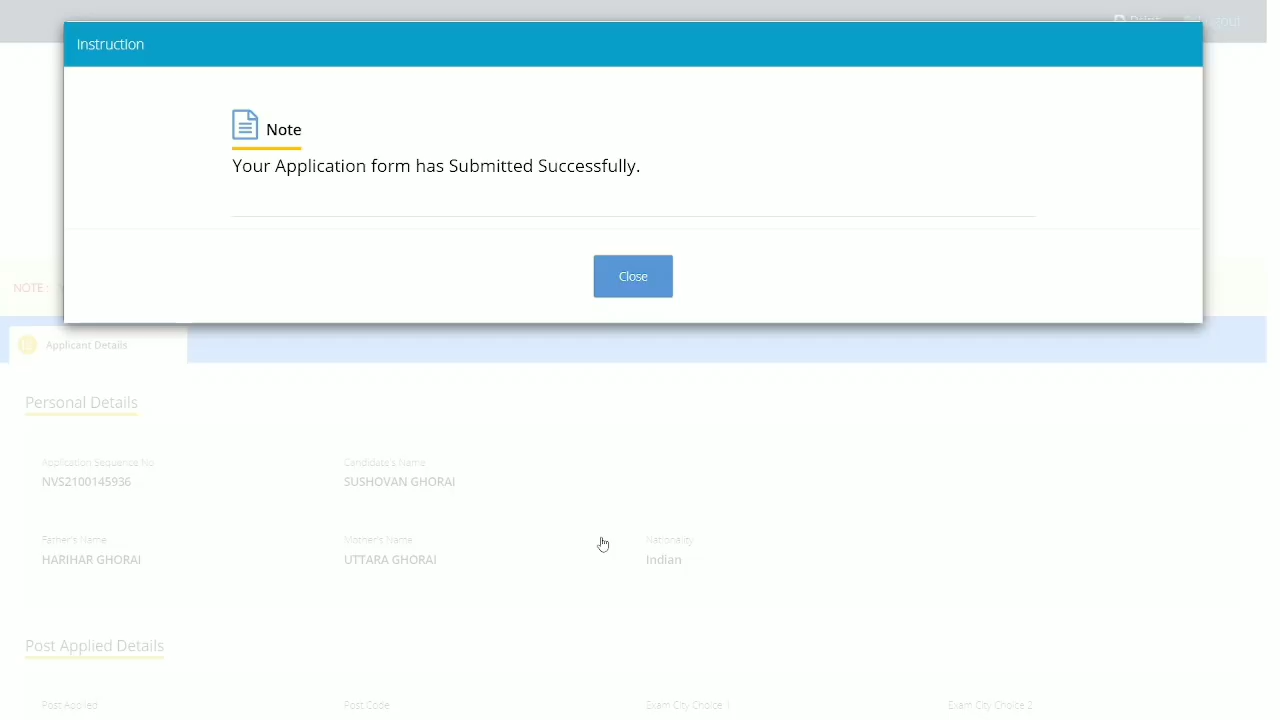 Print Logout
Instruction
Note
Your Application form has Submitted Successfully.
Close
NOTE :
Applicant Details
Personal Details
Application Sequence No Candidate's Name
NVS2100145936 SUSHOVAN GHORAI
Father's Name Mother's Name Nationality
HARIHAR GHORAI UTTARA GHORAI Indian
Post Applied Details
Post Applied Post Code Exam City Choice 1 Exam City Choice 2